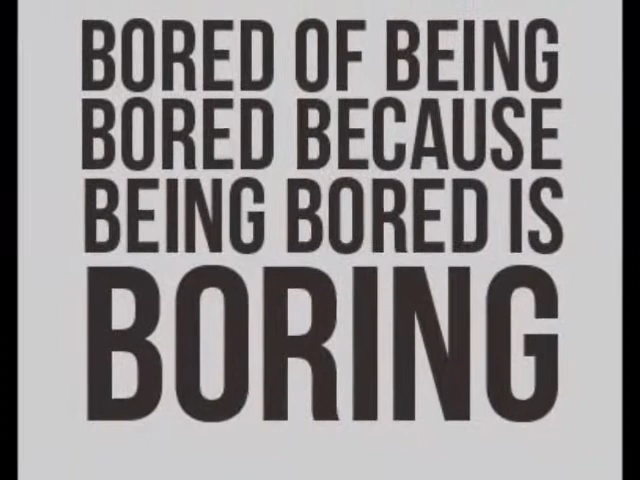 BORED OF BEING
BORED BECAUSE
BEING BORED IS
BORING